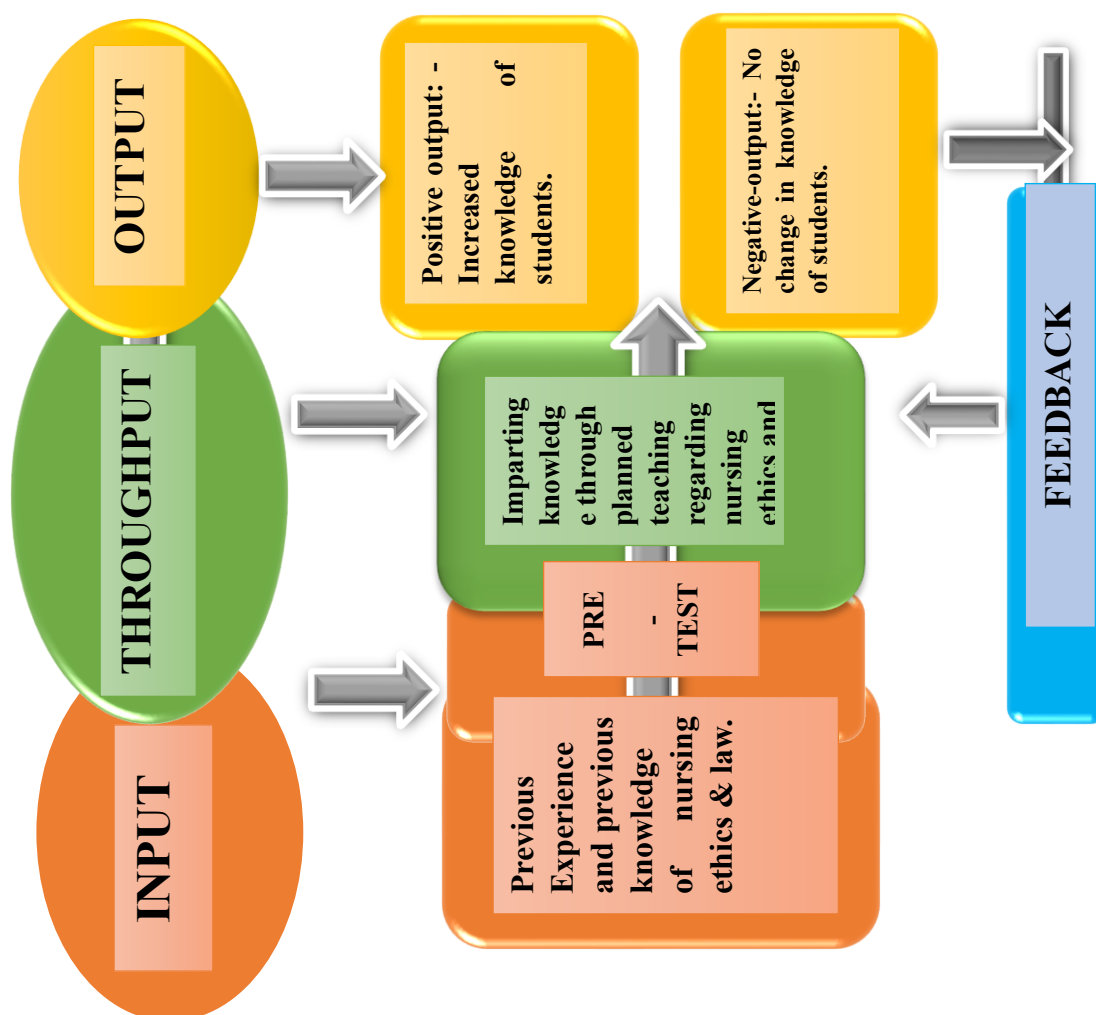 INPUT
THROUGHPUT
OUTPUT
Previous
Experience
and previous
knowledge
of nursing
ethics & law.
PRE
-
TEST
Imparting
knowledg
e through
planned
teaching
regarding
nursing
ethics and
Positive output: -
Increased
knowledge of
students.
Negative-output:- No
change in knowledge
of students.
FEEDBACK